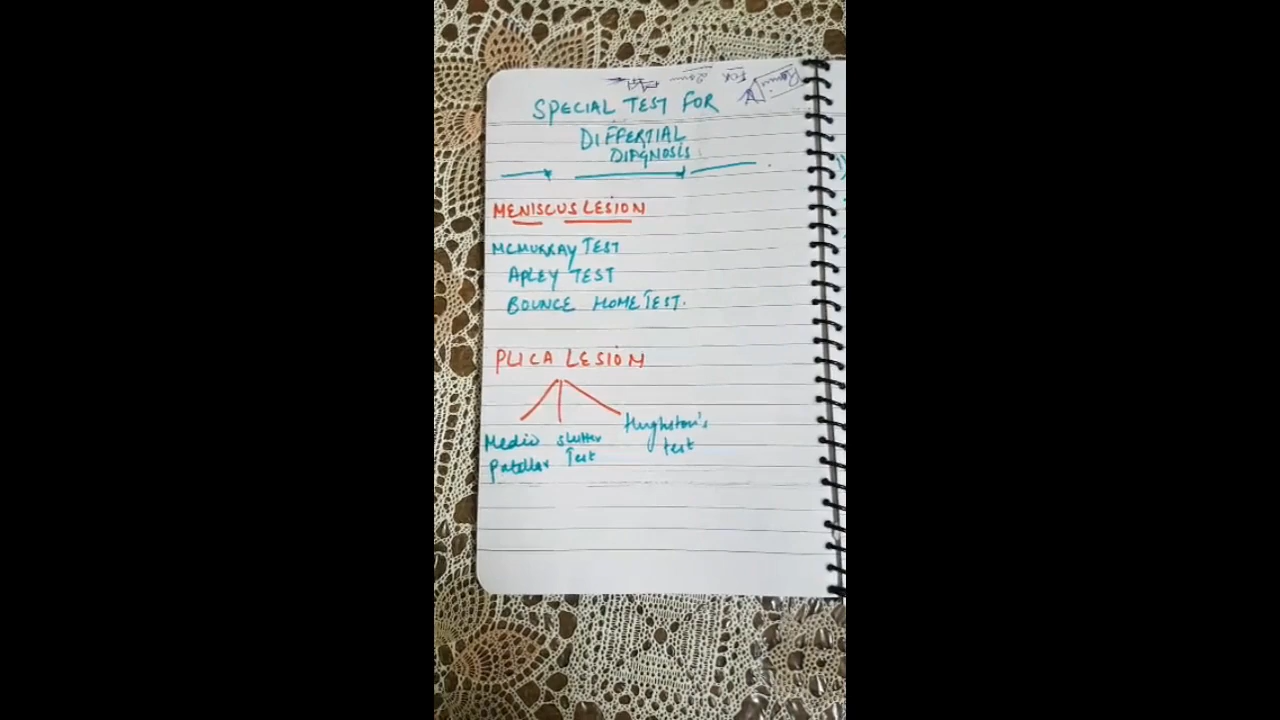 SPECIAL TEST FOR
DIFFERTIAL
DIAGNOSIS
MENISCUS LESION
MCMURRAY TEST
APLEY TEST
BOUNCE HOME TEST.
PLICA LESION
Medio
patellar
Stutter
Test
Hughston's
test
FOR